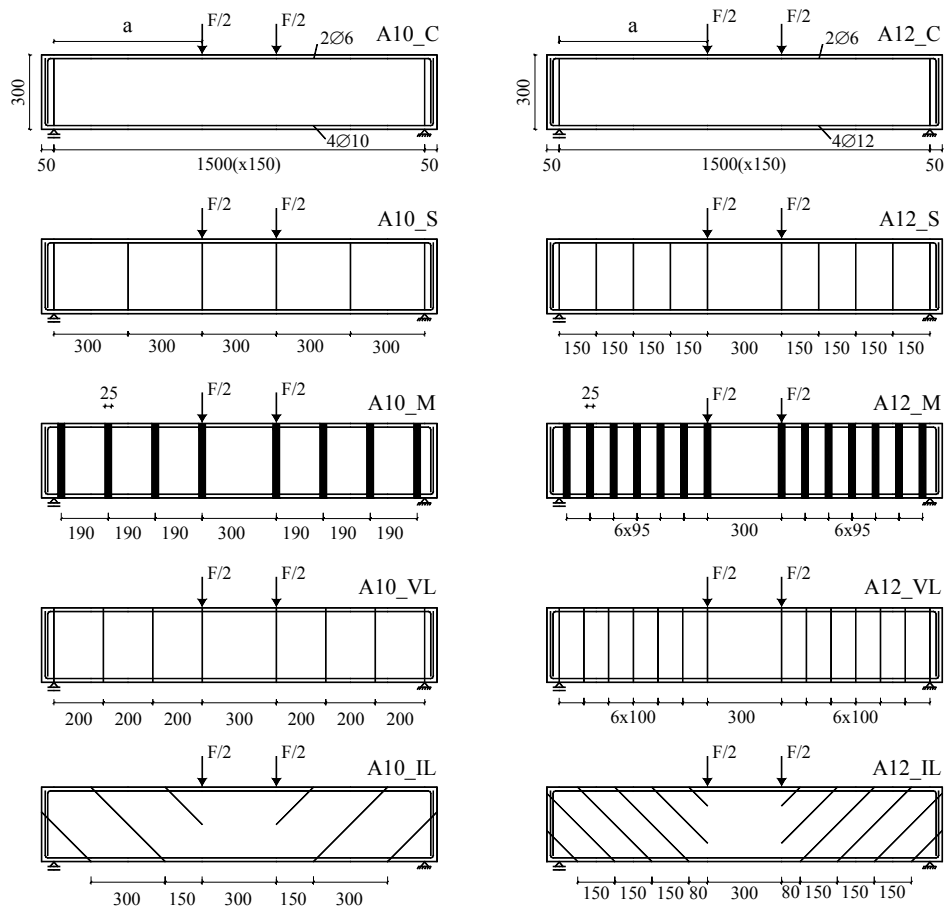 a F/2 F/2 A10_C
2∅6
300
4∅10
50 1500(x150) 50
a F/2 F/2 A12_C
2∅6
300
4∅12
50 1500(x150) 50
F/2 F/2 A10_S
300 300 300 300 300
F/2 F/2 A12_S
150 150 150 150 300 150 150 150 150
25 F/2 F/2 A10_M
190 190 190 300 190 190 190
25 F/2 F/2 A12_M
6x95 300 6x95
F/2 F/2 A10_VL
200 200 200 300 200 200 200
F/2 F/2 A12_VL
6x100 300 6x100
F/2 F/2 A10_IL
300 150 300 150 300
F/2 F/2 A12_IL
150 150 150 80 300 80 150 150 150